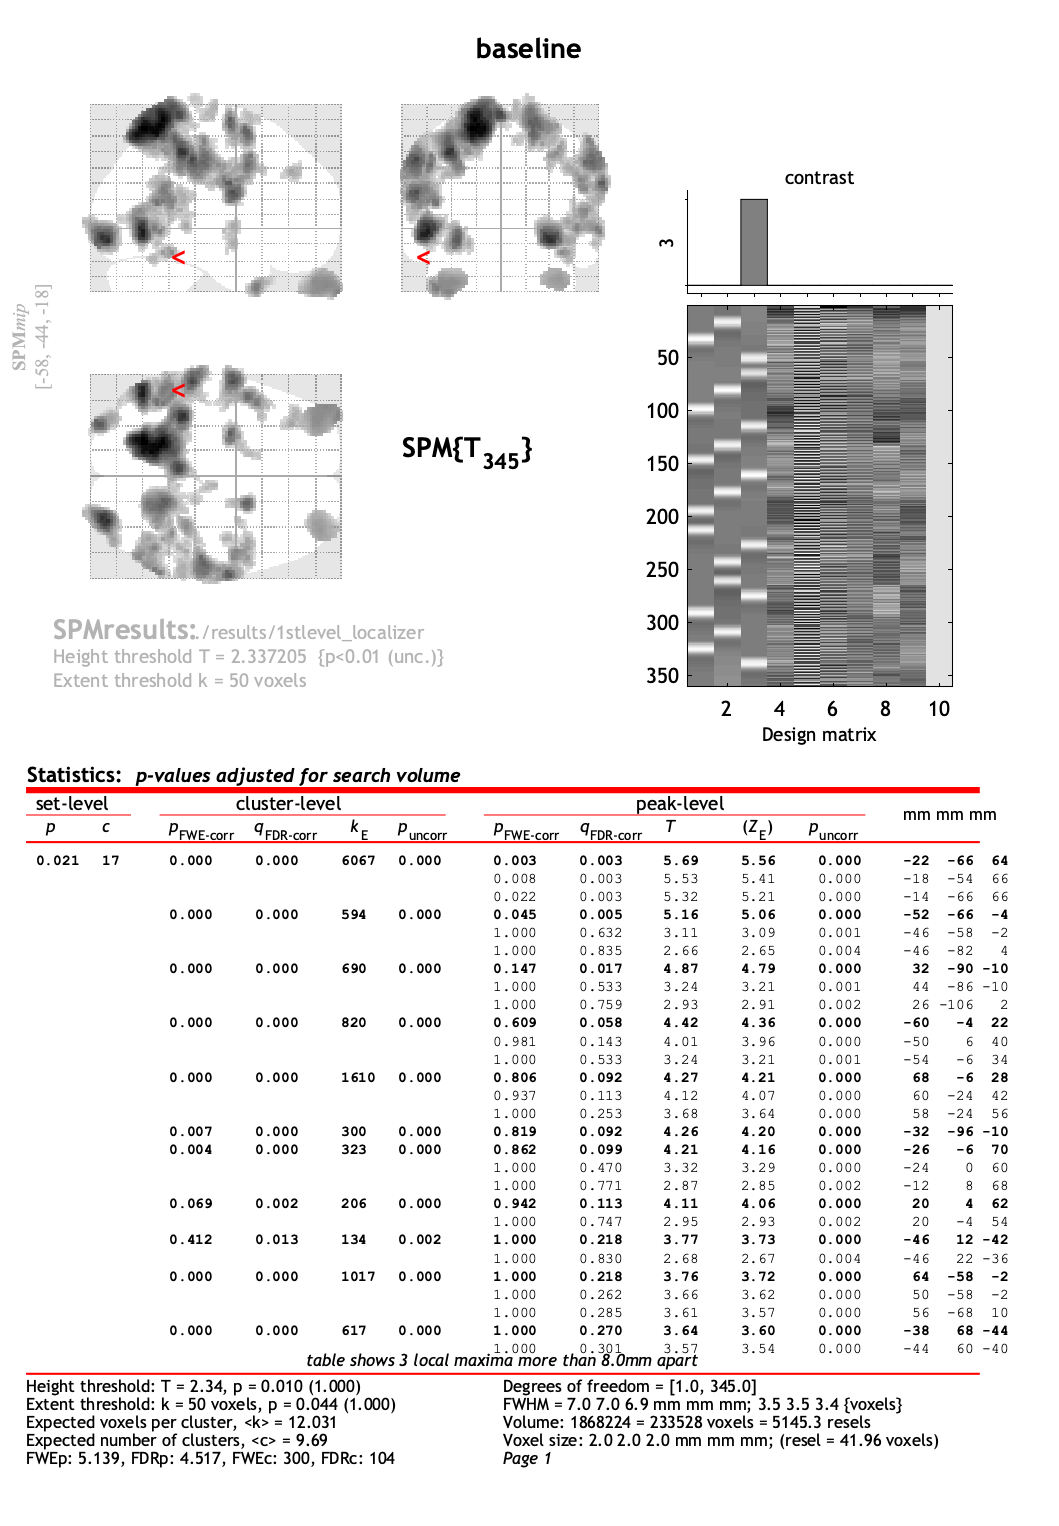 baseline
contrast
3
<
<
<
SPMmip
[-58, -44, -18]
SPM{T345}
50
100
150
200
250
300
350
2 4 6 8 10
Design matrix
SPMresults: ./results/1stlevel_localizer
Height threshold T = 2.337205 {p<0.01 (unc.)}
Extent threshold k = 50 voxels
Statistics: p-values adjusted for search volume
set-level cluster-level peak-level mm mm mm
p c pFWE-corr qFDR-corr kE puncorr pFWE-corr qFDR-corr T (ZE) puncorr
0.021 17 0.000 0.000 6067 0.000 0.003 0.003 5.69 5.56 0.000 -22 -66 64
0.008 0.003 5.53 5.41 0.000 -18 -54 66
0.022 0.003 5.32 5.21 0.000 -14 -66 66
0.000 0.000 594 0.000 0.045 0.005 5.16 5.06 0.000 -52 -66 -4
1.000 0.632 3.11 3.09 0.001 -46 -58 -2
1.000 0.835 2.66 2.65 0.004 -46 -82 4
0.000 0.000 690 0.000 0.147 0.017 4.87 4.79 0.000 32 -90 -10
1.000 0.533 3.24 3.21 0.001 44 -86 -10
1.000 0.759 2.93 2.91 0.002 26 -106 2
0.000 0.000 820 0.000 0.609 0.058 4.42 4.36 0.000 -60 -4 22
0.981 0.143 4.01 3.96 0.000 -50 6 40
1.000 0.533 3.24 3.21 0.001 -54 -6 34
0.000 0.000 1610 0.000 0.806 0.092 4.27 4.21 0.000 68 -6 28
0.937 0.113 4.12 4.07 0.000 60 -24 42
1.000 0.253 3.68 3.64 0.000 58 -24 56
0.007 0.000 300 0.000 0.819 0.092 4.26 4.20 0.000 -32 -96 -10
0.004 0.000 323 0.000 0.862 0.099 4.21 4.16 0.000 -26 -6 70
1.000 0.470 3.32 3.29 0.000 -24 0 60
1.000 0.771 2.87 2.85 0.002 -12 8 68
0.069 0.002 206 0.000 0.942 0.113 4.11 4.06 0.000 20 4 62
1.000 0.747 2.95 2.93 0.002 20 -4 54
0.412 0.013 134 0.002 1.000 0.218 3.77 3.73 0.000 -46 12 -42
1.000 0.830 2.68 2.67 0.004 -46 22 -36
0.000 0.000 1017 0.000 1.000 0.218 3.76 3.72 0.000 64 -58 -2
1.000 0.262 3.66 3.62 0.000 50 -58 -2
1.000 0.285 3.61 3.57 0.000 56 -68 10
0.000 0.000 617 0.000 1.000 0.270 3.64 3.60 0.000 -38 68 -44
1.000 0.301 3.57 3.54 0.000 -44 60 -40
table shows 3 local maxima more than 8.0mm apart
Height threshold: T = 2.34, p = 0.010 (1.000)
Extent threshold: k = 50 voxels, p = 0.044 (1.000)
Expected voxels per cluster, <k> = 12.031
Expected number of clusters, <c> = 9.69
FWEp: 5.139, FDRp: 4.517, FWEc: 300, FDRc: 104
Degrees of freedom = [1.0, 345.0]
FWHM = 7.0 7.0 6.9 mm mm mm; 3.5 3.5 3.4 {voxels}
Volume: 1868224 = 233528 voxels = 5145.3 resels
Voxel size: 2.0 2.0 2.0 mm mm mm; (resel = 41.96 voxels)
Page 1